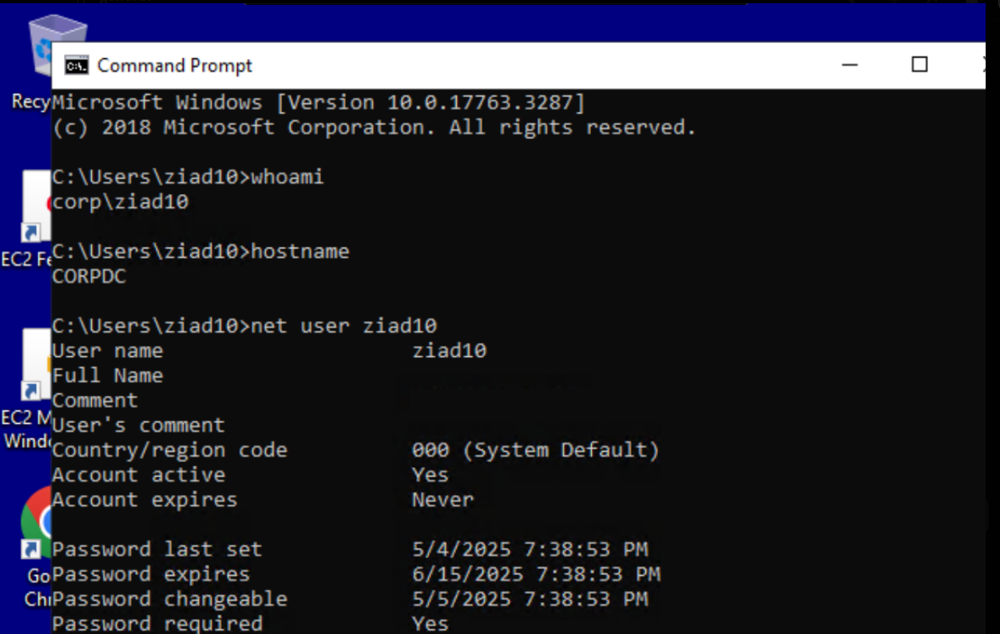 Command Prompt
Recy
Microsoft Windows [Version 10.0.17763.3287]
(c) 2018 Microsoft Corporation. All rights reserved.
C:\Users\ziad10>whoami
corp\ziad10
C:\Users\ziad10>hostname
EC2 Fe
CORPDC
C:\Users\ziad10>net user ziad10
User name ziad10
Full Name
Comment
EC2 M
User's comment
Wind
Country/region code 000 (System Default)
Account active Yes
Account expires Never
Password last set 5/4/2025 7:38:53 PM
Go
Password expires 6/15/2025 7:38:53 PM
Ch
Password changeable 5/5/2025 7:38:53 PM
Password required Yes